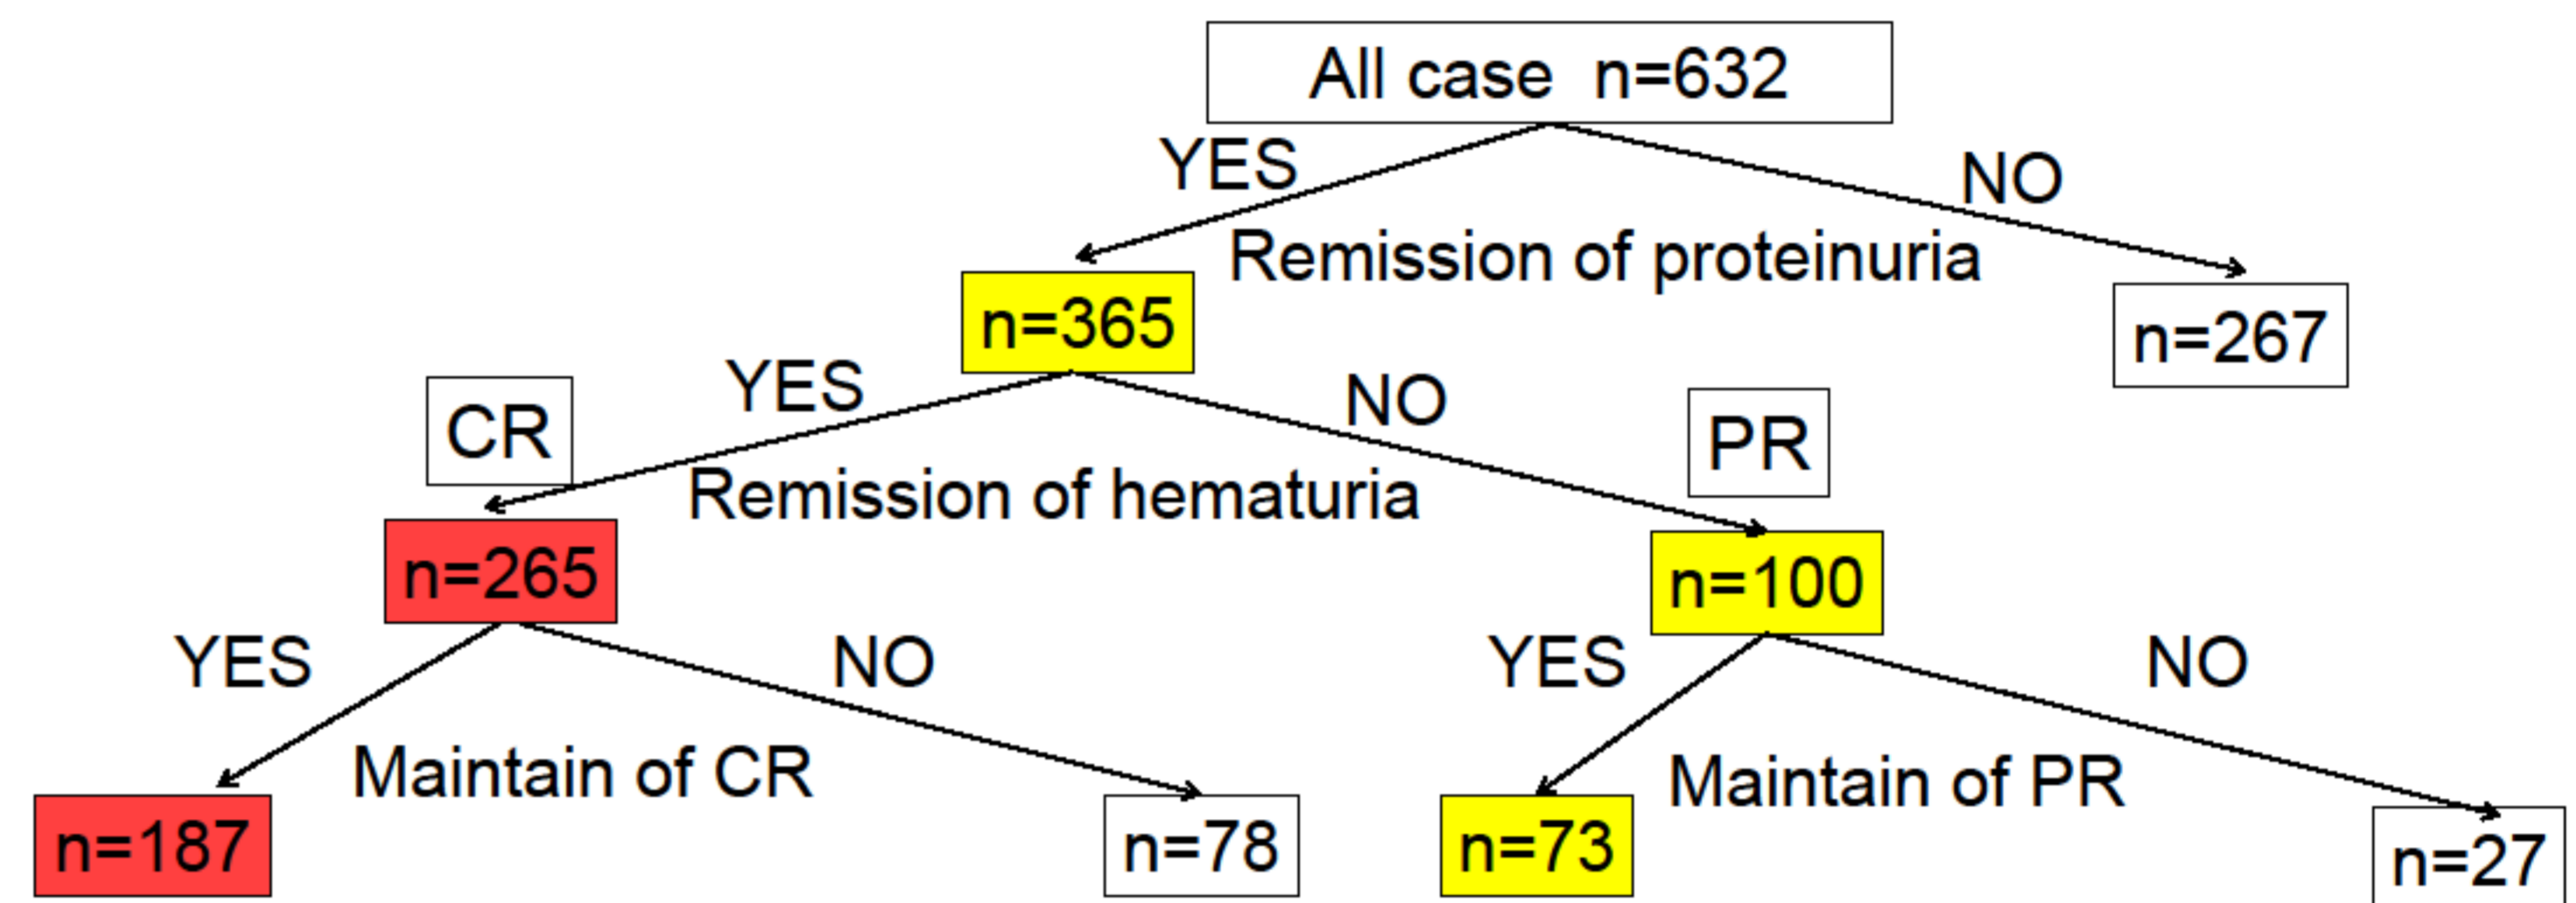 All case n=632
YES
NO
Remission of proteinuria
n=365
n=267
YES
NO
CR
PR
Remission of hematuria
n=265
n=100
YES
NO
YES
NO
Maintain of CR
Maintain of PR
n=187
n=78
n=73
n=27